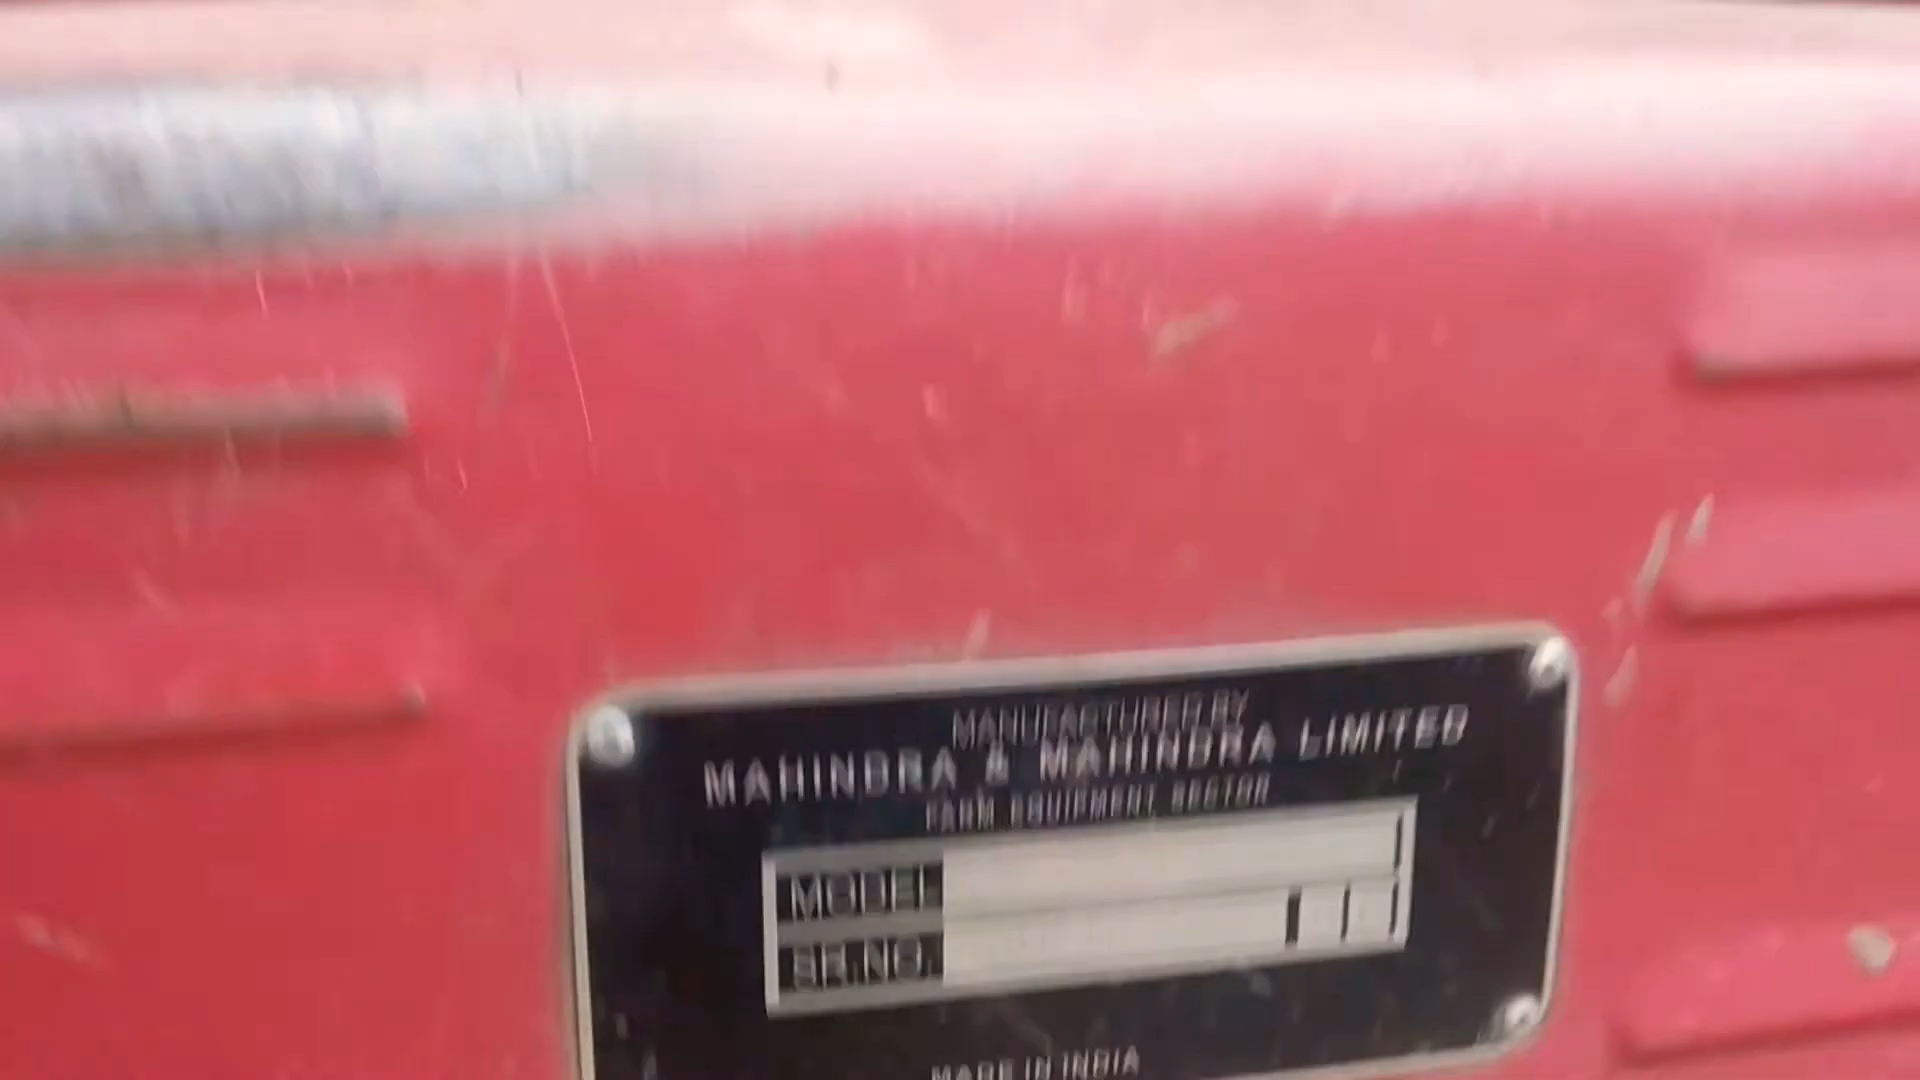 MANUFACTURED BY
MAHINDRA & MAHINDRA LIMITED
FARM EQUIPMENT SECTOR
MODEL
SR.NO.
MADE IN INDIA